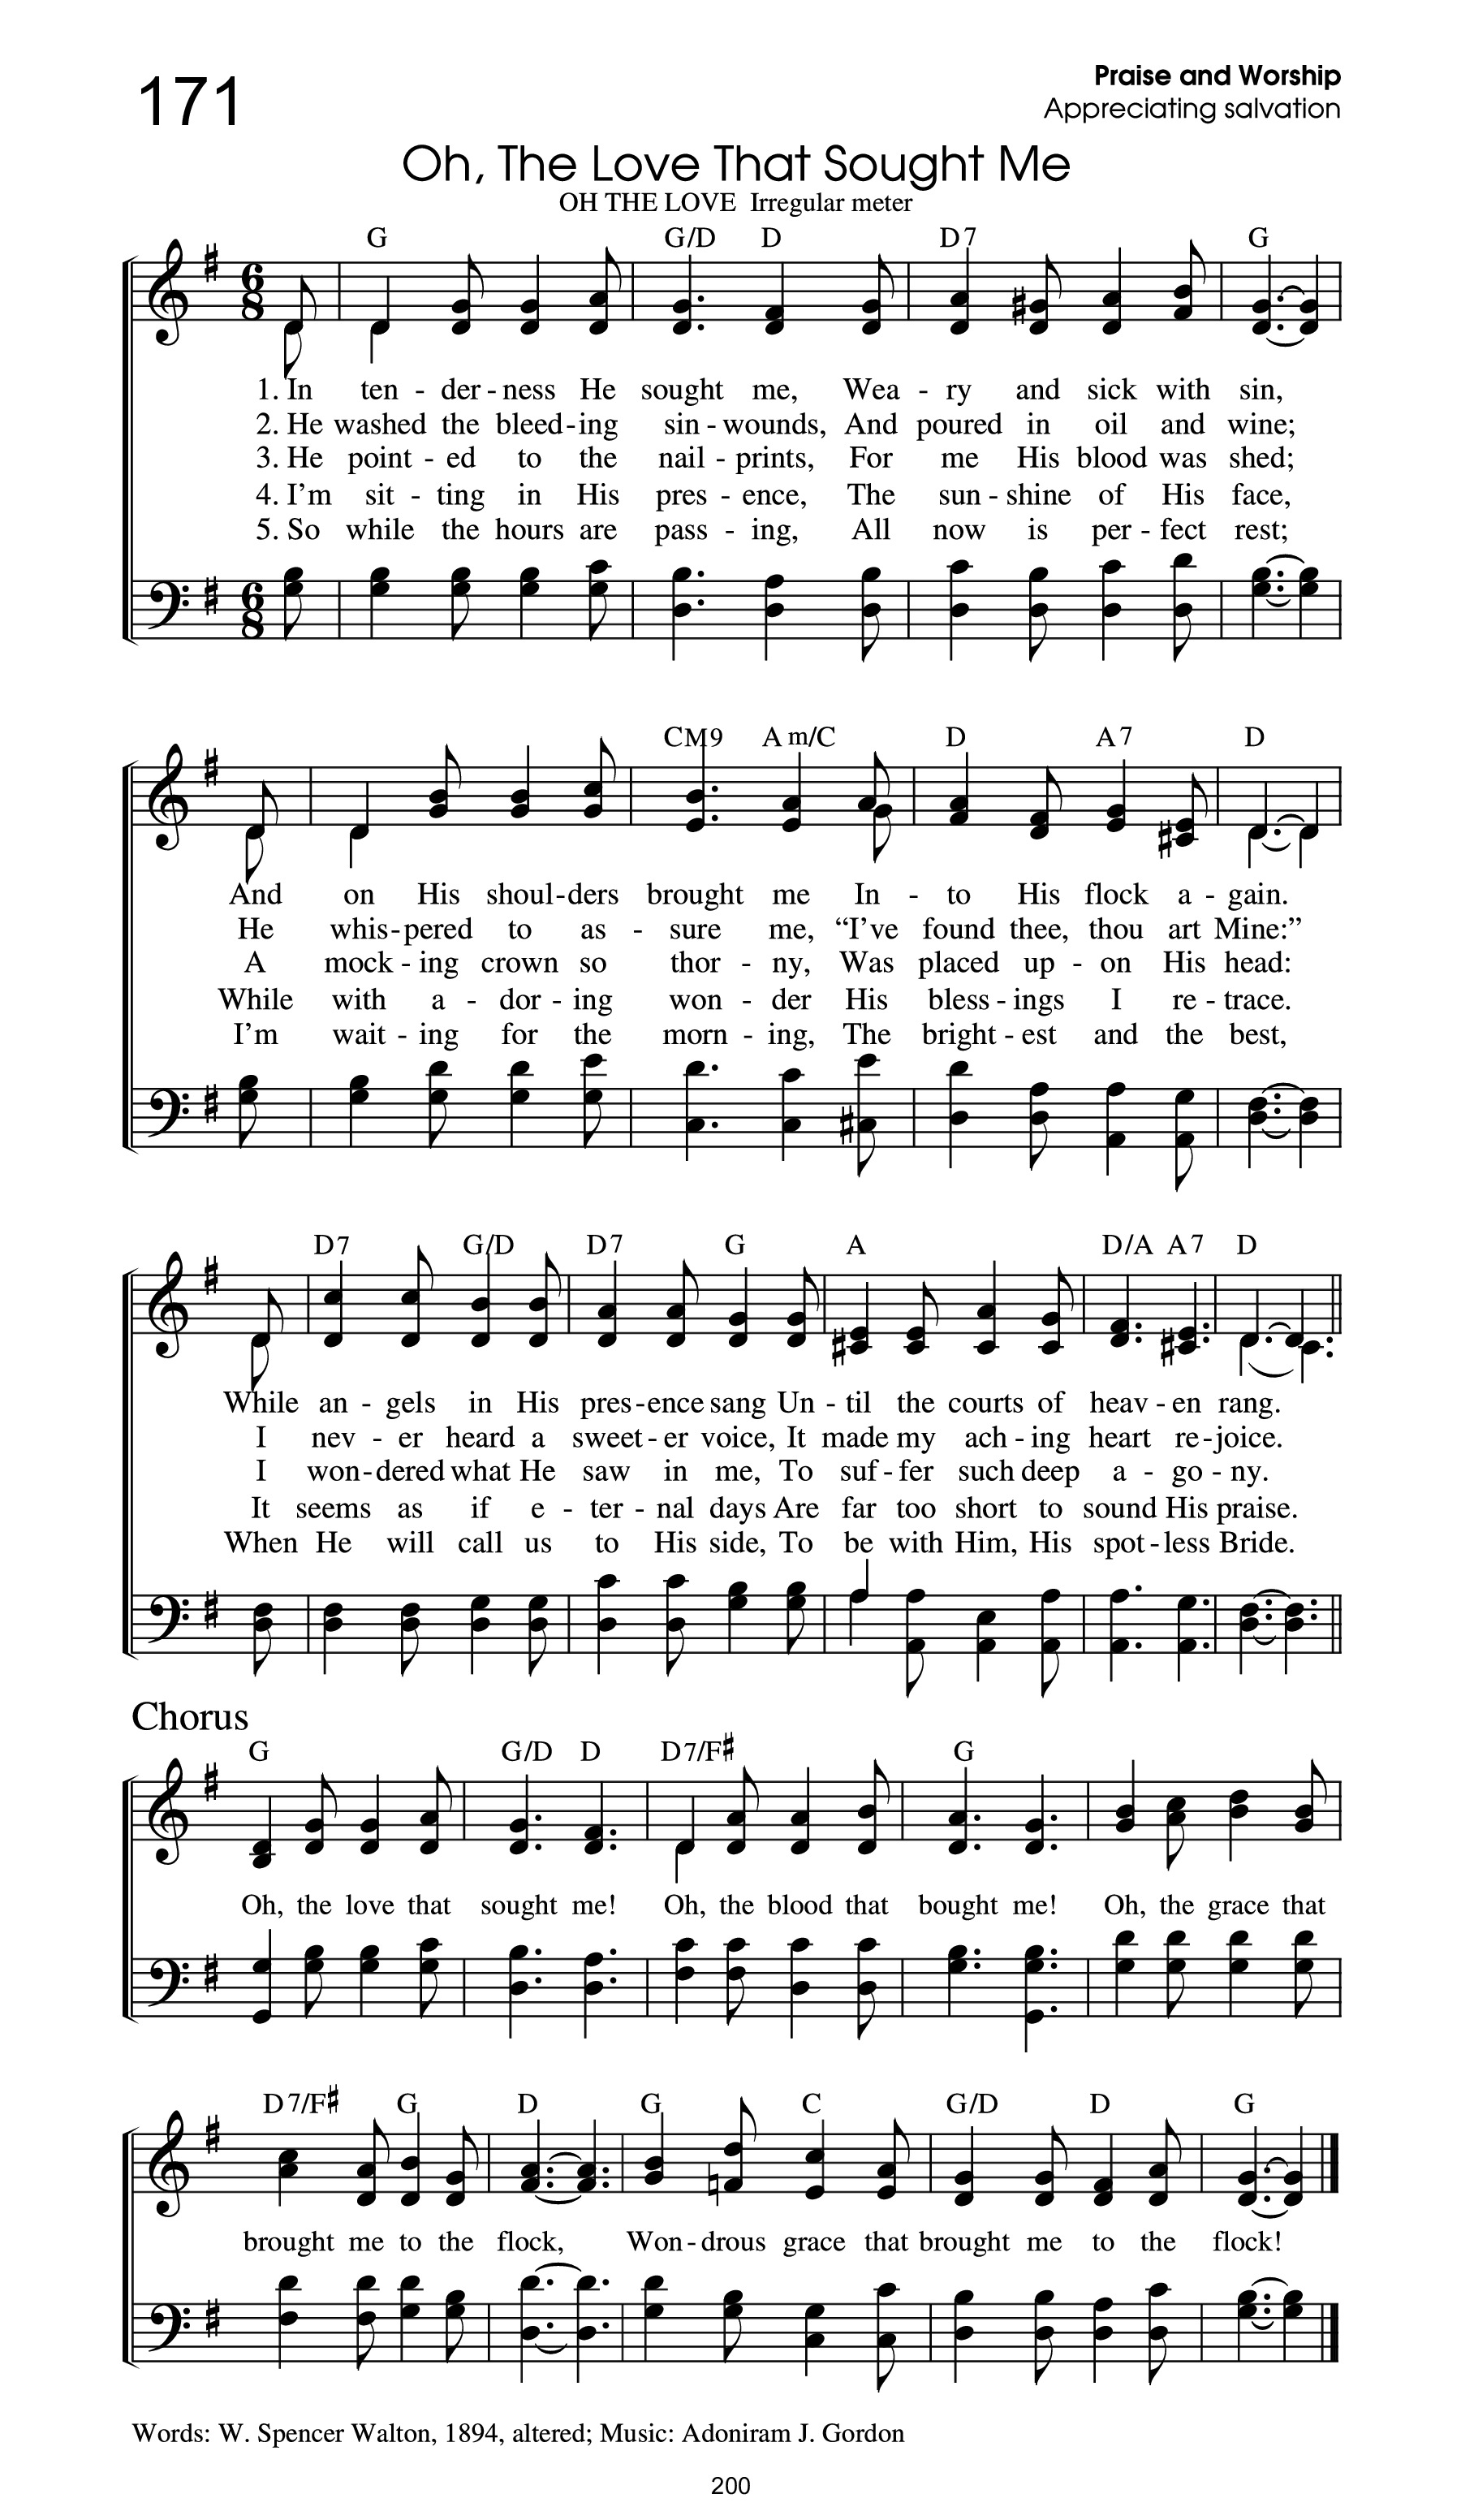 171
Praise and Worship
Appreciating salvation
Oh, The Love That Sought Me
OH THE LOVE  Irregular meter
G G/D D D7 G
1. In ten - der - ness He sought me, Wea - ry and sick with sin,
2. He washed the bleed - ing sin - wounds, And poured in oil and wine;
3. He point - ed to the nail - prints, For me His blood was shed;
4. I’m sit - ting in His pres - ence, The sun - shine of His face,
5. So while the hours are pass - ing, All now is per - fect rest;
CM9 Am/C D A7 D
And on His shoul - ders brought me In - to His flock a - gain.
He whis - pered to as - sure me, “I’ve found thee, thou art Mine:”
A mock - ing crown so thor - ny, Was placed up - on His head:
While with a - dor - ing won - der His bless - ings I re - trace.
I’m wait - ing for the morn - ing, The bright - est and the best,
D7 G/D D7 G A D/A A7 D
While an - gels in His pres - ence sang Un - til the courts of heav - en rang.
I nev - er heard a sweet - er voice, It made my ach - ing heart re - joice.
I won - dered what He saw in me, To suf - fer such deep a - go - ny.
It seems as if e - ter - nal days Are far too short to sound His praise.
When He will call us to His side, To be with Him, His spot - less Bride.
Chorus
G G/D D D7/F♯ G
Oh, the love that sought me! Oh, the blood that bought me! Oh, the grace that
D7/F♯ G D G C G/D D G
brought me to the flock, Won - drous grace that brought me to the flock!
Words: W. Spencer Walton, 1894, altered; Music: Adoniram J. Gordon
200